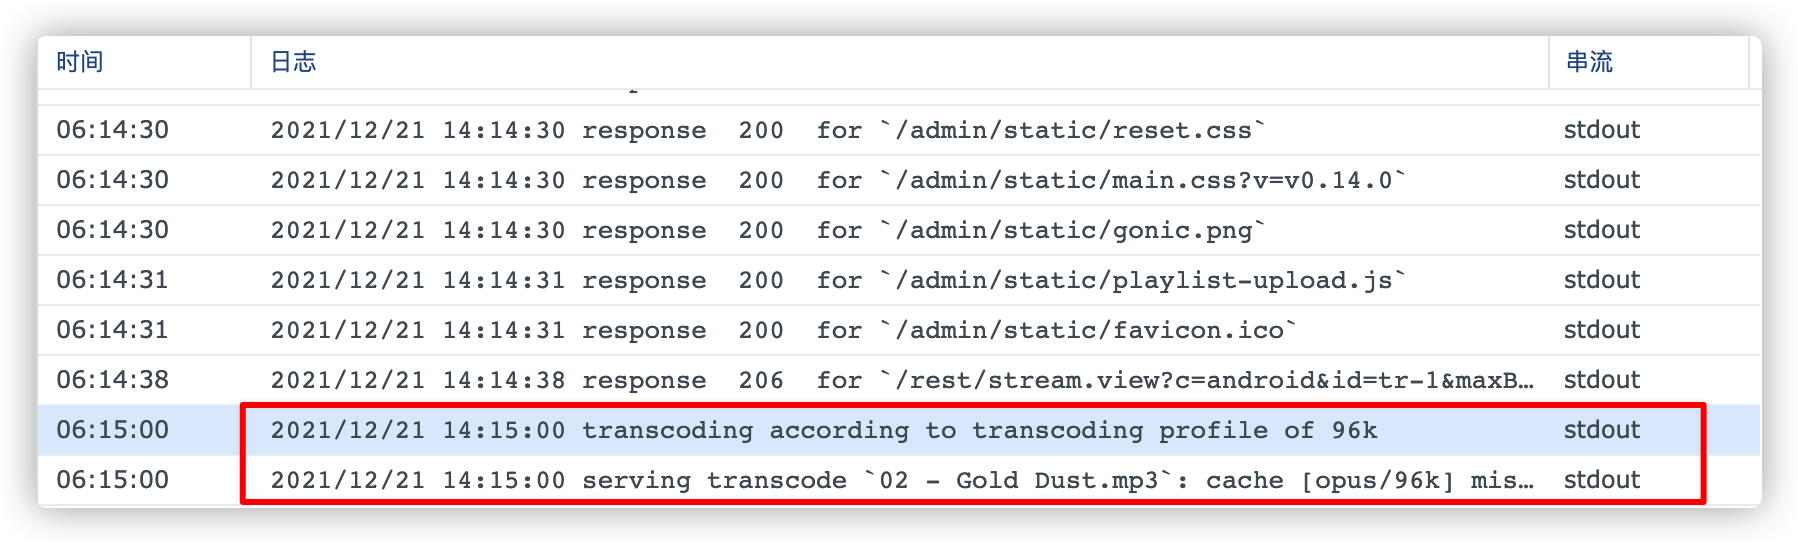 时间 日志 串流
06:14:30 2021/12/21 14:14:30 response 200 for `/admin/static/reset.css` stdout
06:14:30 2021/12/21 14:14:30 response 200 for `/admin/static/main.css?v=v0.14.0` stdout
06:14:30 2021/12/21 14:14:30 response 200 for `/admin/static/gonic.png` stdout
06:14:31 2021/12/21 14:14:31 response 200 for `/admin/static/playlist-upload.js` stdout
06:14:31 2021/12/21 14:14:31 response 200 for `/admin/static/favicon.ico` stdout
06:14:38 2021/12/21 14:14:38 response 206 for `/rest/stream.view?c=android&id=tr-1&maxB… stdout
06:15:00 2021/12/21 14:15:00 transcoding according to transcoding profile of 96k stdout
06:15:00 2021/12/21 14:15:00 serving transcode `02 - Gold Dust.mp3`: cache [opus/96k] mis… stdout